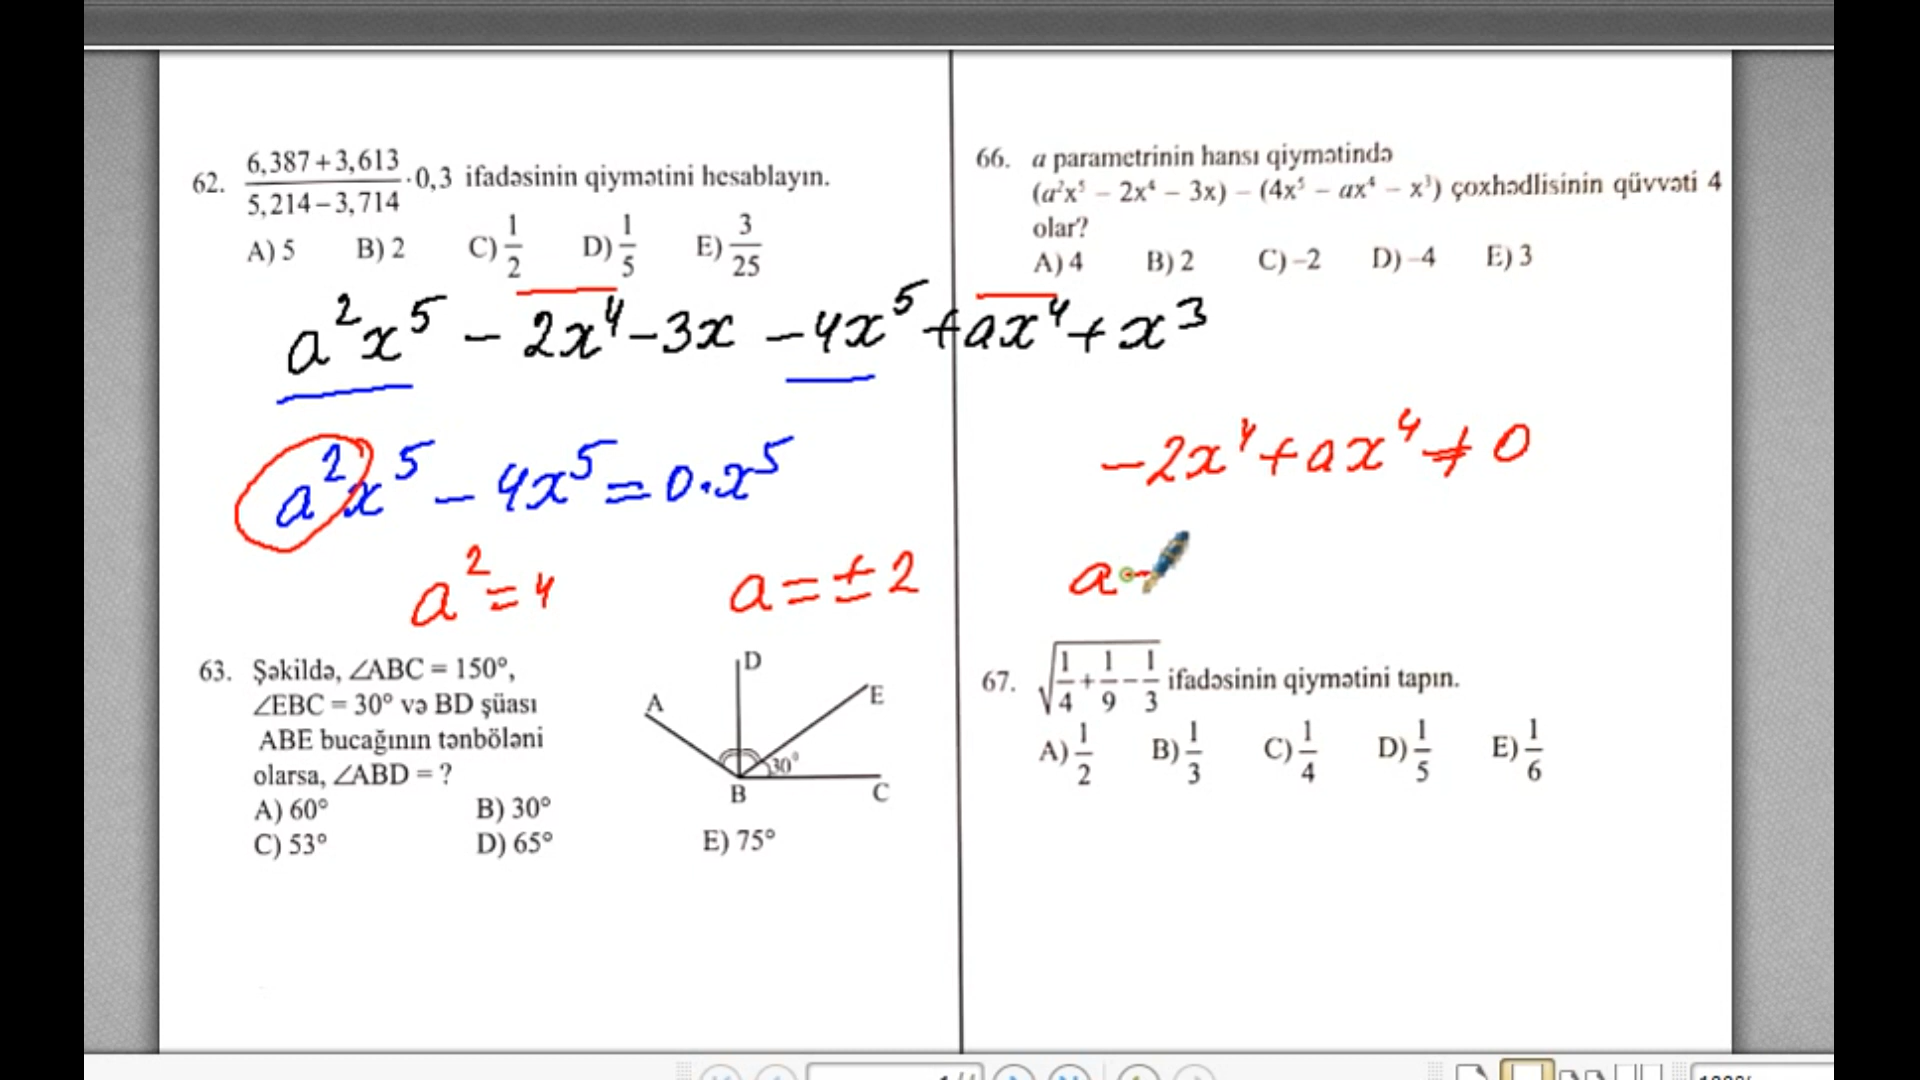 62. (6,387 + 3,613)/(5,214 – 3,714) · 0,3 ifadəsinin qiymətini hesablayın.
A) 5 B) 2 C) 1/2 D) 1/5 E) 3/25
a²x⁵ – 2x⁴ – 3x – 4x⁵ + ax⁴ + x³
a²x⁵ – 4x⁵ = 0·x⁵
a² = 4 a = ±2
63. Şəkildə, ∠ABC = 150°,
∠EBC = 30° və BD şüası
ABE bucağının tənböləni
olarsa, ∠ABD = ?
A) 60° B) 30°
C) 53° D) 65° E) 75°
D
A
E
30°
B
C
66. a parametrinin hansı qiymətində
(a²x⁵ – 2x⁴ – 3x) – (4x⁵ – ax⁴ – x³) çoxhədlisinin qüvvəti 4
olar?
A) 4 B) 2 C) –2 D) –4 E) 3
–2x⁴ + ax⁴ ≠ 0
a
67. √(1/4 + 1/9 – 1/3) ifadəsinin qiymətini tapın.
A) 1/2 B) 1/3 C) 1/4 D) 1/5 E) 1/6